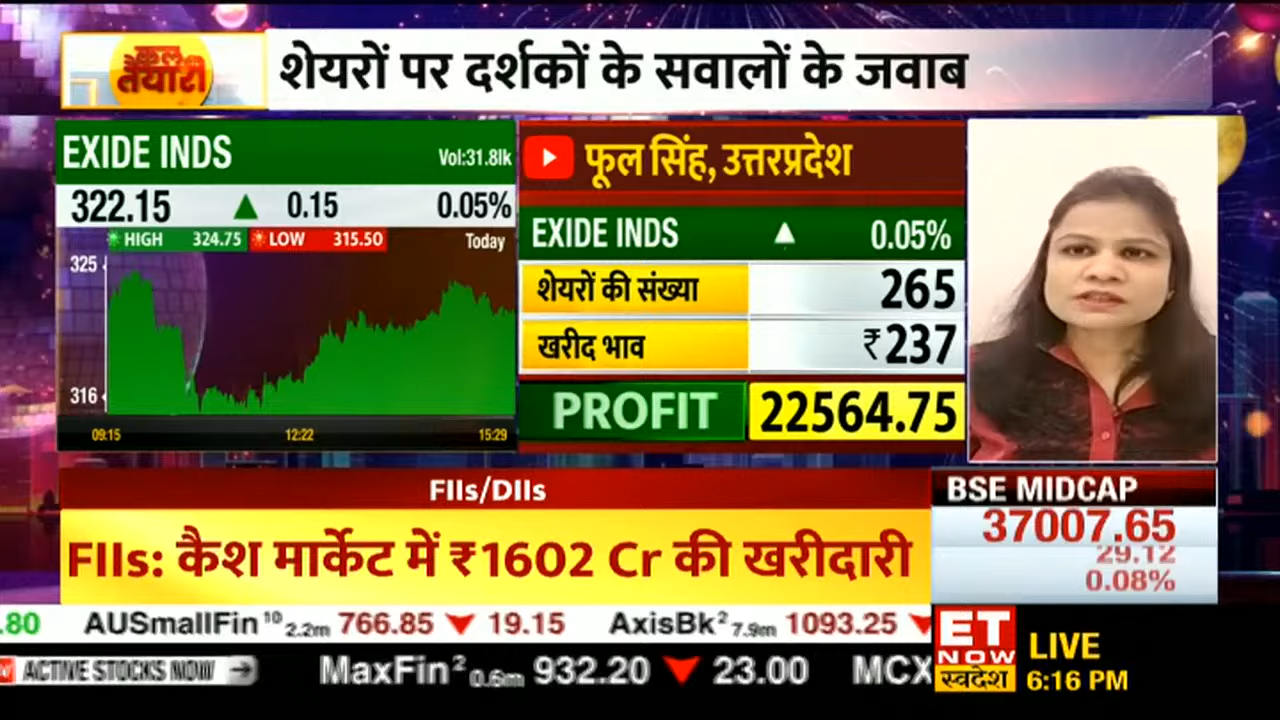 कल की तैयारी
शेयरों पर दर्शकों के सवालों के जवाब
EXIDE INDS Vol:31.8lk
322.15 ▲ 0.15 0.05%
HIGH 324.75 LOW 315.50 Today
325
316
09:15 12:22 15:29
फूल सिंह, उत्तरप्रदेश
EXIDE INDS ▲ 0.05%
शेयरों की संख्या 265
खरीद भाव ₹237
PROFIT 22564.75
FIIs/DIIs
FIIs: कैश मार्केट में ₹1602 Cr की खरीदारी
BSE MIDCAP
37007.65
29.12
0.08%
.80 AUSmallFin 10 2.2m 766.85 ▼ 19.15 AxisBk 2 7.9m 1093.25 ▼
ACTIVE STOCKS NOW → MaxFin 2 0.6m 932.20 ▼ 23.00 MCX
ET
NOW
स्वदेश
LIVE
6:16 PM